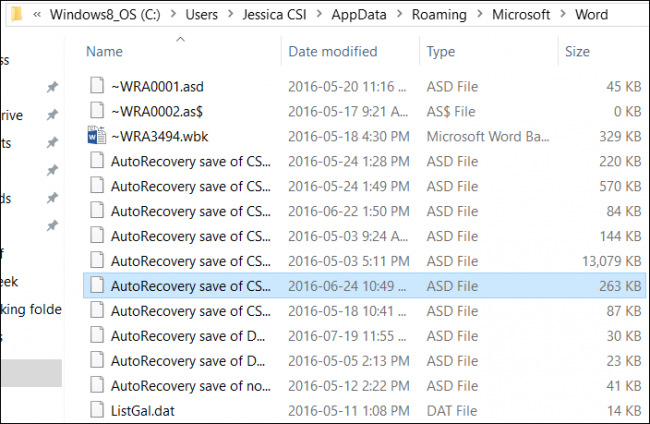 « Windows8_OS (C:) > Users > Jessica CSI > AppData > Roaming > Microsoft > Word
Name Date modified Type Size
~WRA0001.asd 2016-05-20 11:16 ... ASD File 45 KB
~WRA0002.as$ 2016-05-17 9:21 A... AS$ File 0 KB
~WRA3494.wbk 2016-05-18 4:30 PM Microsoft Word Ba... 329 KB
AutoRecovery save of CS... 2016-05-24 1:28 PM ASD File 220 KB
AutoRecovery save of CS... 2016-05-24 1:49 PM ASD File 570 KB
AutoRecovery save of CS... 2016-06-22 1:50 PM ASD File 84 KB
AutoRecovery save of CS... 2016-05-03 9:24 A... ASD File 144 KB
AutoRecovery save of CS... 2016-05-03 5:11 PM ASD File 13,079 KB
AutoRecovery save of CS... 2016-06-24 10:49 ... ASD File 263 KB
AutoRecovery save of CS... 2016-05-18 10:41 ... ASD File 87 KB
AutoRecovery save of D... 2016-07-19 11:55 ... ASD File 30 KB
AutoRecovery save of D... 2016-05-05 2:13 PM ASD File 23 KB
AutoRecovery save of no... 2016-05-12 2:22 PM ASD File 41 KB
ListGal.dat 2016-05-11 1:08 PM DAT File 14 KB